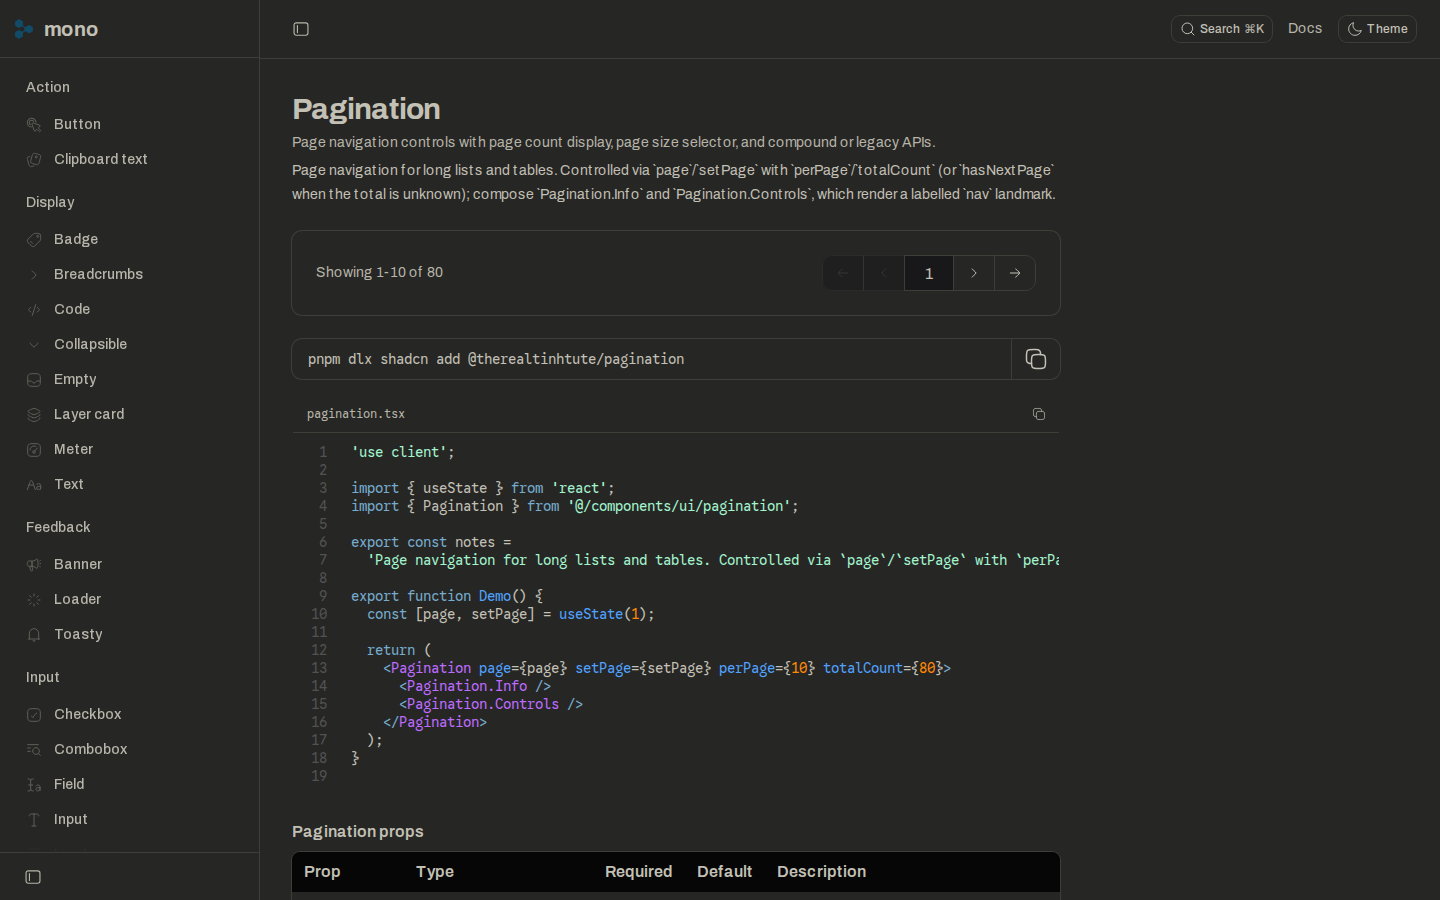 mono
Search ⌘K
Docs
Theme
Action
Button
Clipboard text
Display
Badge
Breadcrumbs
Code
Collapsible
Empty
Layer card
Meter
Text
Feedback
Banner
Loader
Toasty
Input
Checkbox
Combobox
Field
Input
Pagination
Page navigation controls with page count display, page size selector, and compound or legacy APIs.
Page navigation for long lists and tables. Controlled via `page`/`setPage` with `perPage`/`totalCount` (or `hasNextPage`
when the total is unknown); compose `Pagination.Info` and `Pagination.Controls`, which render a labelled `nav` landmark.
Showing 1-10 of 80
1
pnpm dlx shadcn add @therealtinhtute/pagination
pagination.tsx
1 'use client';
2
3 import { useState } from 'react';
4 import { Pagination } from '@/components/ui/pagination';
5
6 export const notes =
7 'Page navigation for long lists and tables. Controlled via `page`/`setPage` with `perPa
8
9 export function Demo() {
10 const [page, setPage] = useState(1);
11
12 return (
13 <Pagination page={page} setPage={setPage} perPage={10} totalCount={80}>
14 <Pagination.Info />
15 <Pagination.Controls />
16 </Pagination>
17 );
18 }
19
Pagination props
Prop Type Required Default Description